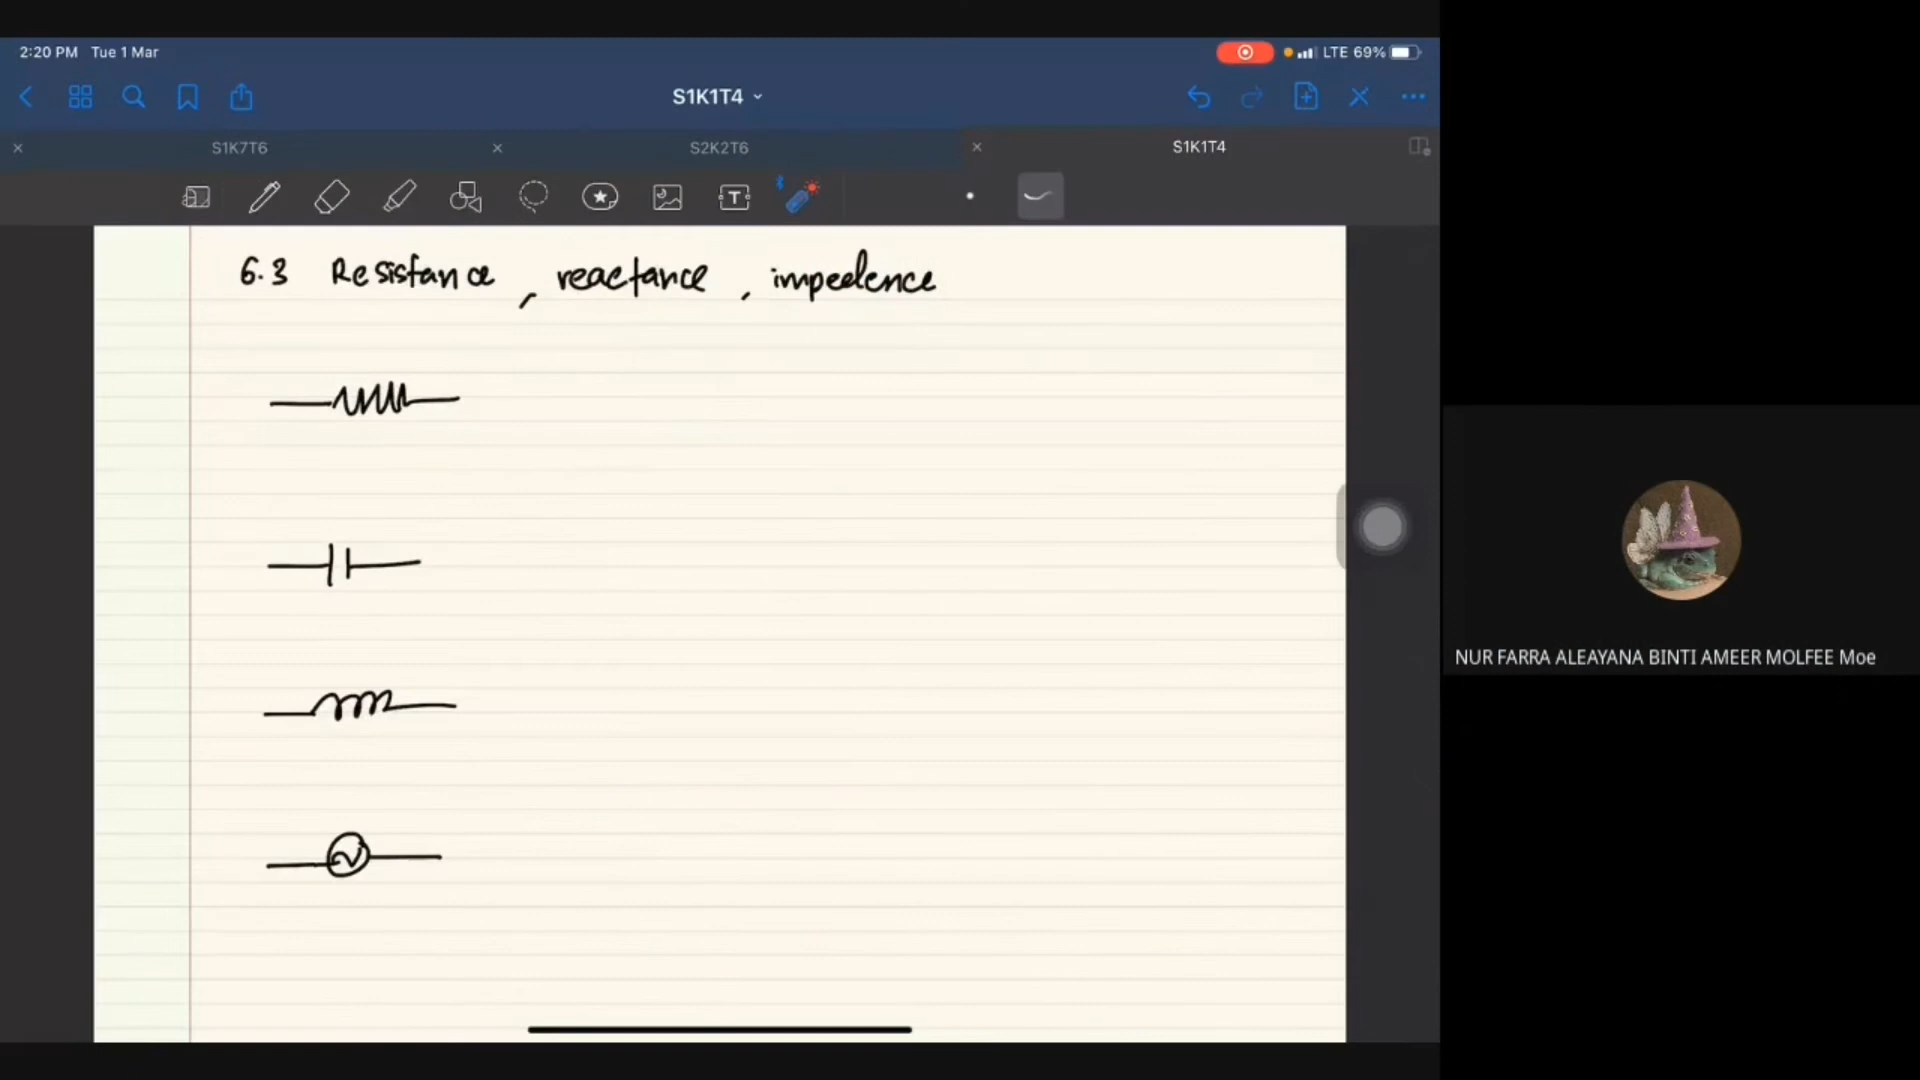 2:20 PM Tue 1 Mar LTE 69%
S1K1T4
S1K7T6 S2K2T6 S1K1T4
T
6.3 Resistance, reactance, impedence
NUR FARRA ALEAYANA BINTI AMEER MOLFEE Moe